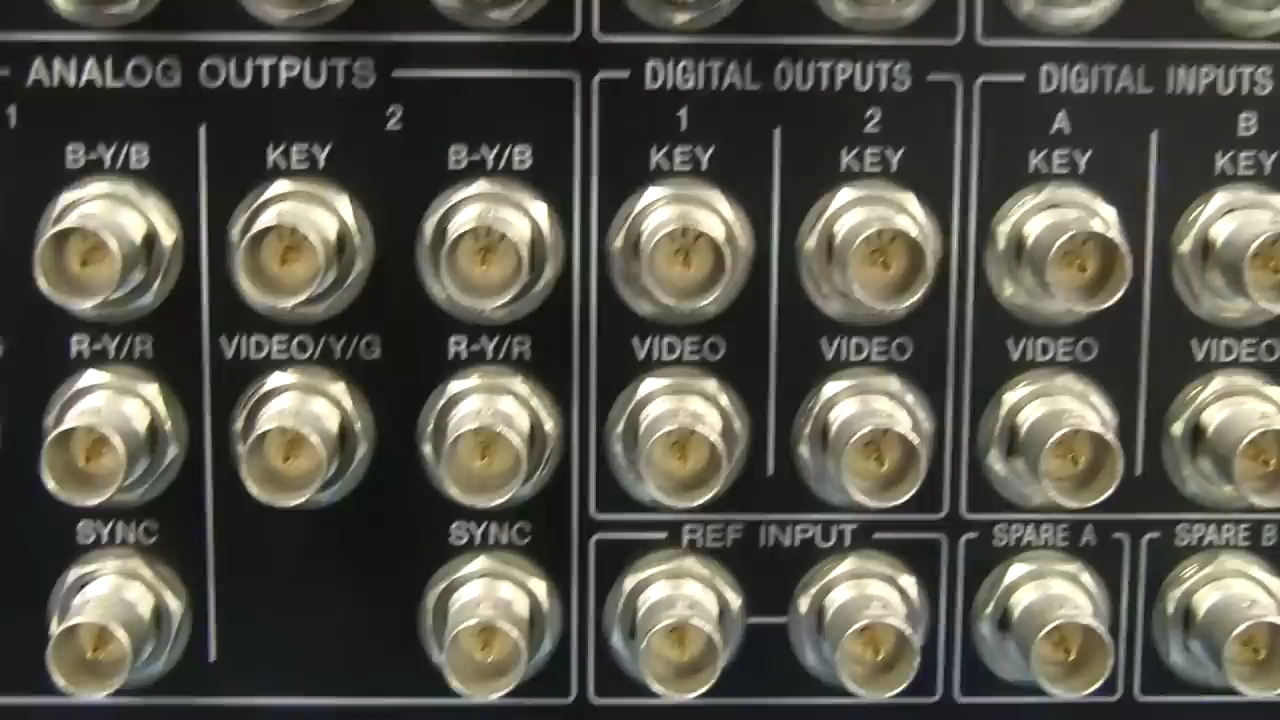 ANALOG OUTPUTS
1
2
B-Y/B
KEY
B-Y/B
R-Y/R
VIDEO/Y/G
R-Y/R
SYNC
SYNC
DIGITAL OUTPUTS
1
2
KEY
KEY
VIDEO
VIDEO
REF INPUT
DIGITAL INPUTS
A
B
KEY
KEY
VIDEO
VIDEO
SPARE A
SPARE B